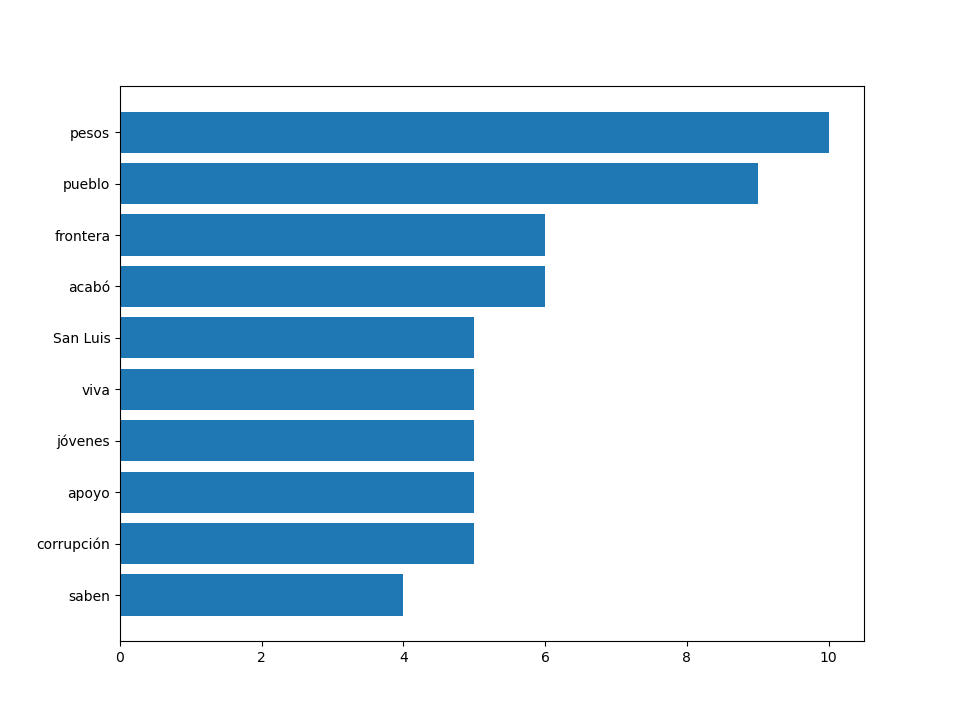 pesos
pueblo
frontera
acabó
San Luis
viva
jóvenes
apoyo
corrupción
saben
0 2 4 6 8 10